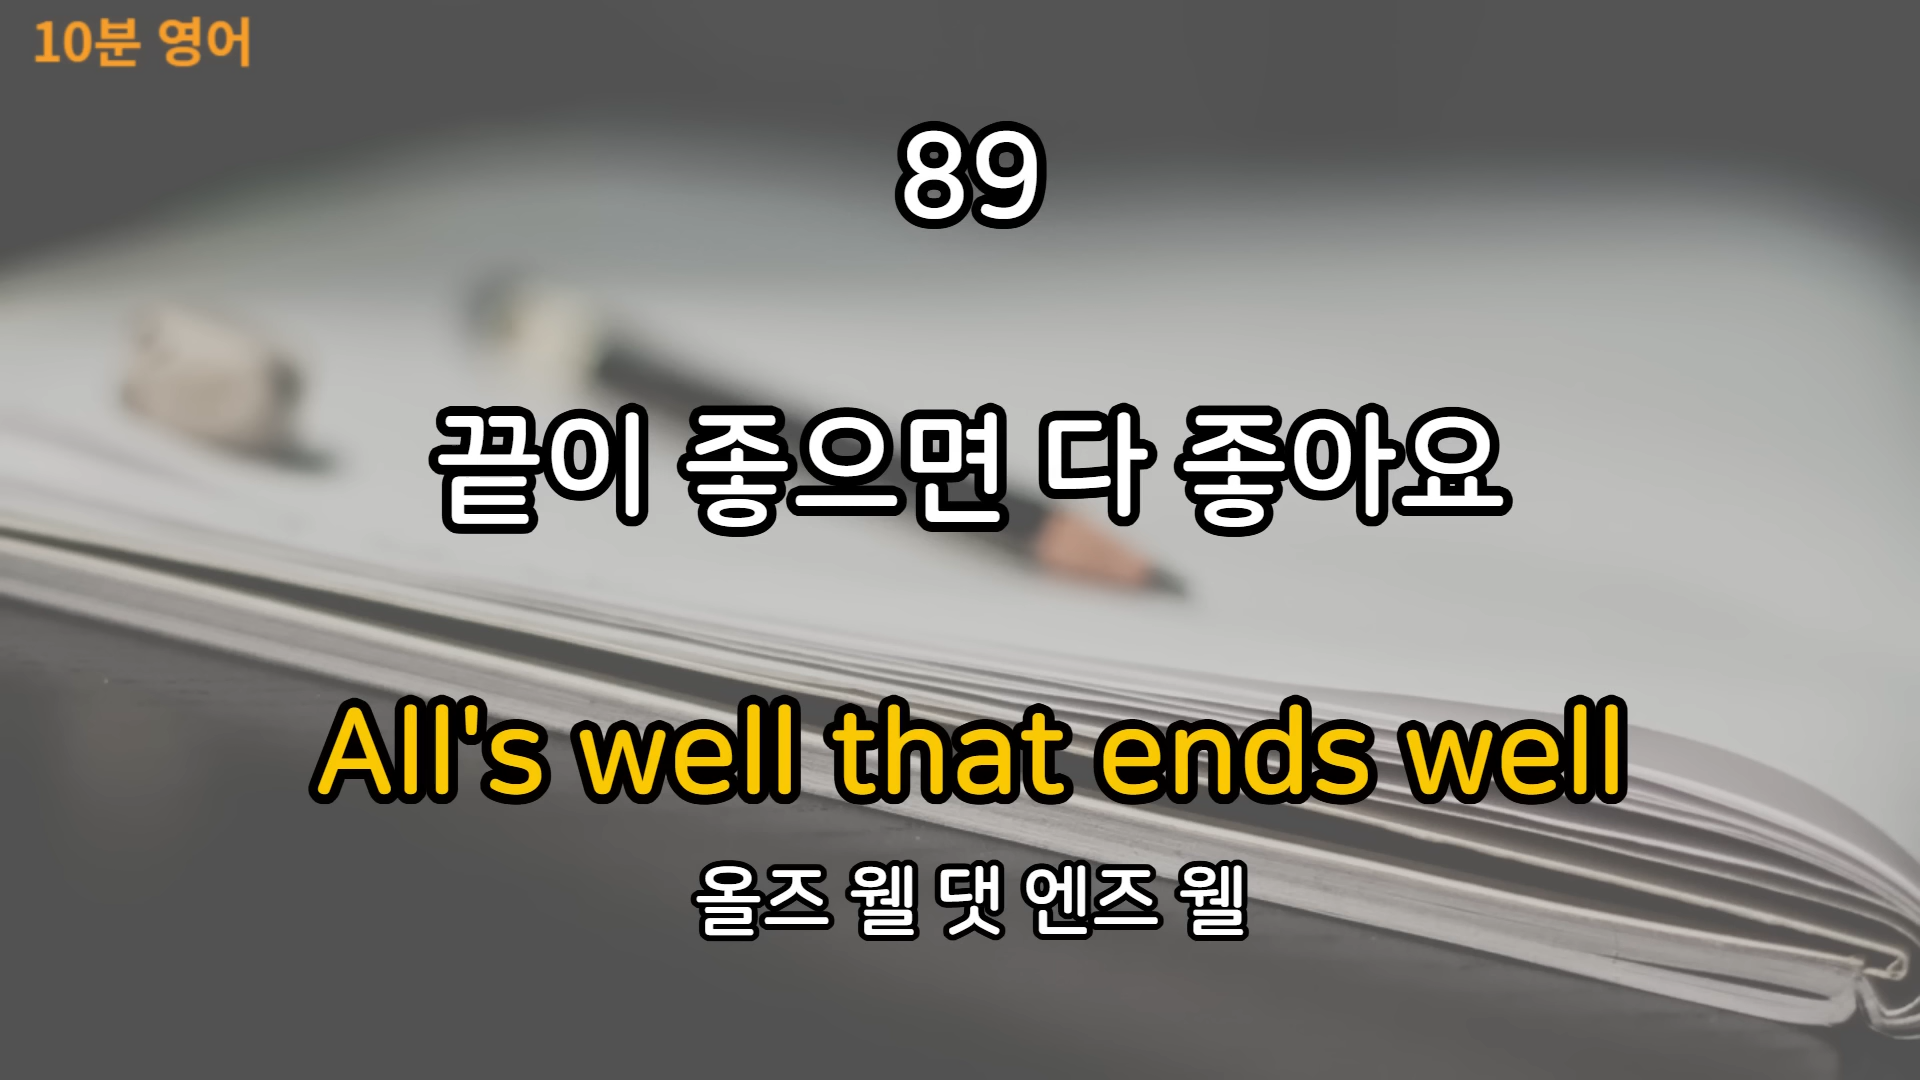 10분 영어
89
끝이 좋으면 다 좋아요
All's well that ends well
올즈 웰 댓 엔즈 웰